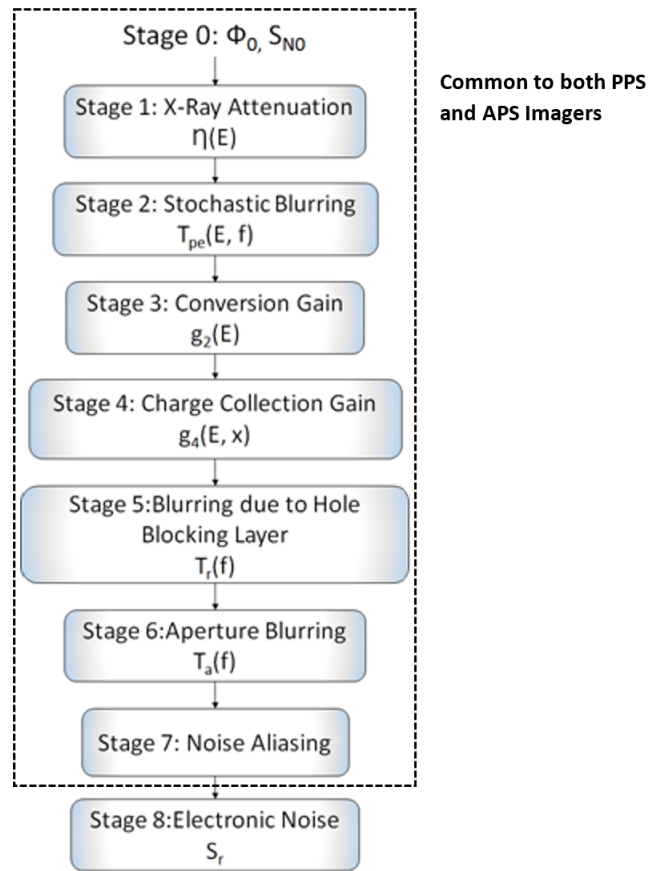 Stage 0: Φ0, SN0
Common to both PPS
and APS Imagers
Stage 1: X-Ray Attenuation
η(E)
Stage 2: Stochastic Blurring
Tpe(E, f)
Stage 3: Conversion Gain
g2(E)
Stage 4: Charge Collection Gain
g4(E, x)
Stage 5:Blurring due to Hole
Blocking Layer
Tr(f)
Stage 6:Aperture Blurring
Ta(f)
Stage 7: Noise Aliasing
Stage 8:Electronic Noise
Sr